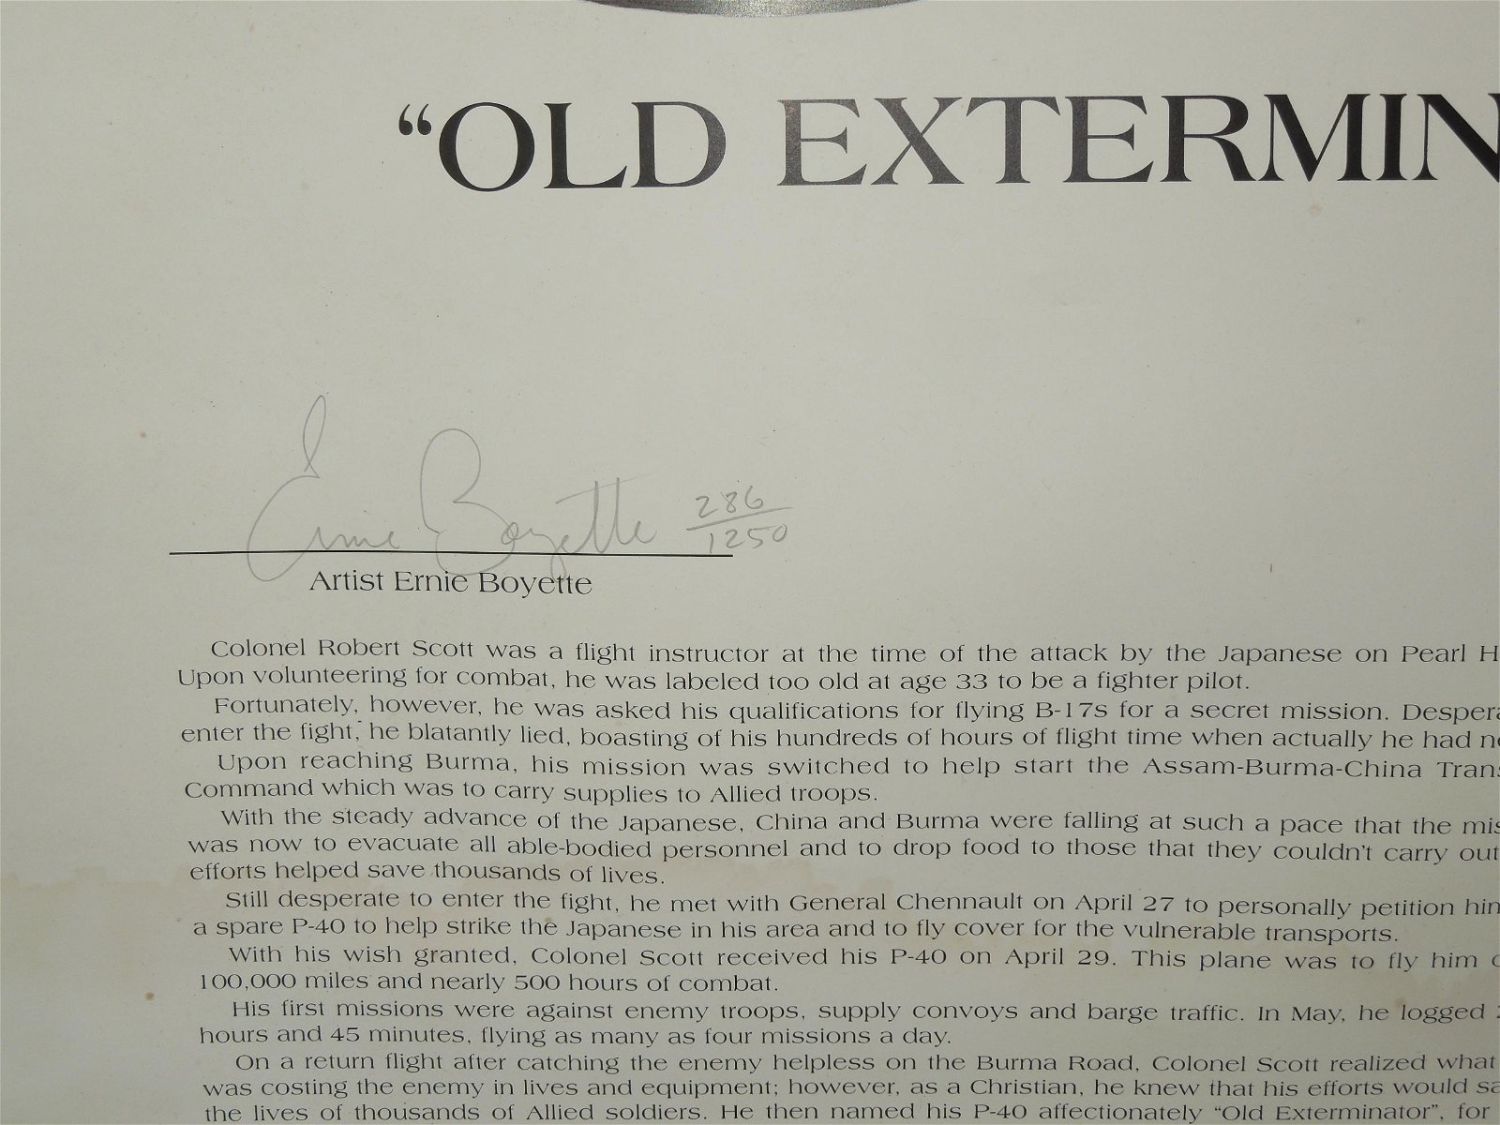 “OLD EXTERMIN
Ernie Boyette 286/1250
Artist Ernie Boyette
Colonel Robert Scott was a flight instructor at the time of the attack by the Japanese on Pearl H
Upon volunteering for combat, he was labeled too old at age 33 to be a fighter pilot.
Fortunately, however, he was asked his qualifications for flying B-17s for a secret mission. Despera
enter the fight, he blatantly lied, boasting of his hundreds of hours of flight time when actually he had n
Upon reaching Burma, his mission was switched to help start the Assam-Burma-China Trans
Command which was to carry supplies to Allied troops.
With the steady advance of the Japanese, China and Burma were falling at such a pace that the mis
was now to evacuate all able-bodied personnel and to drop food to those that they couldn't carry out
efforts helped save thousands of lives.
Still desperate to enter the fight, he met with General Chennault on April 27 to personally petition him
a spare P-40 to help strike the Japanese in his area and to fly cover for the vulnerable transports.
With his wish granted, Colonel Scott received his P-40 on April 29. This plane was to fly him
100,000 miles and nearly 500 hours of combat.
His first missions were against enemy troops, supply convoys and barge traffic. In May, he logged
hours and 45 minutes, flying as many as four missions a day.
On a return flight after catching the enemy helpless on the Burma Road, Colonel Scott realized what
was costing the enemy in lives and equipment; however, as a Christian, he knew that his efforts would sa
the lives of thousands of Allied soldiers. He then named his P-40 affectionately “Old Exterminator”, for